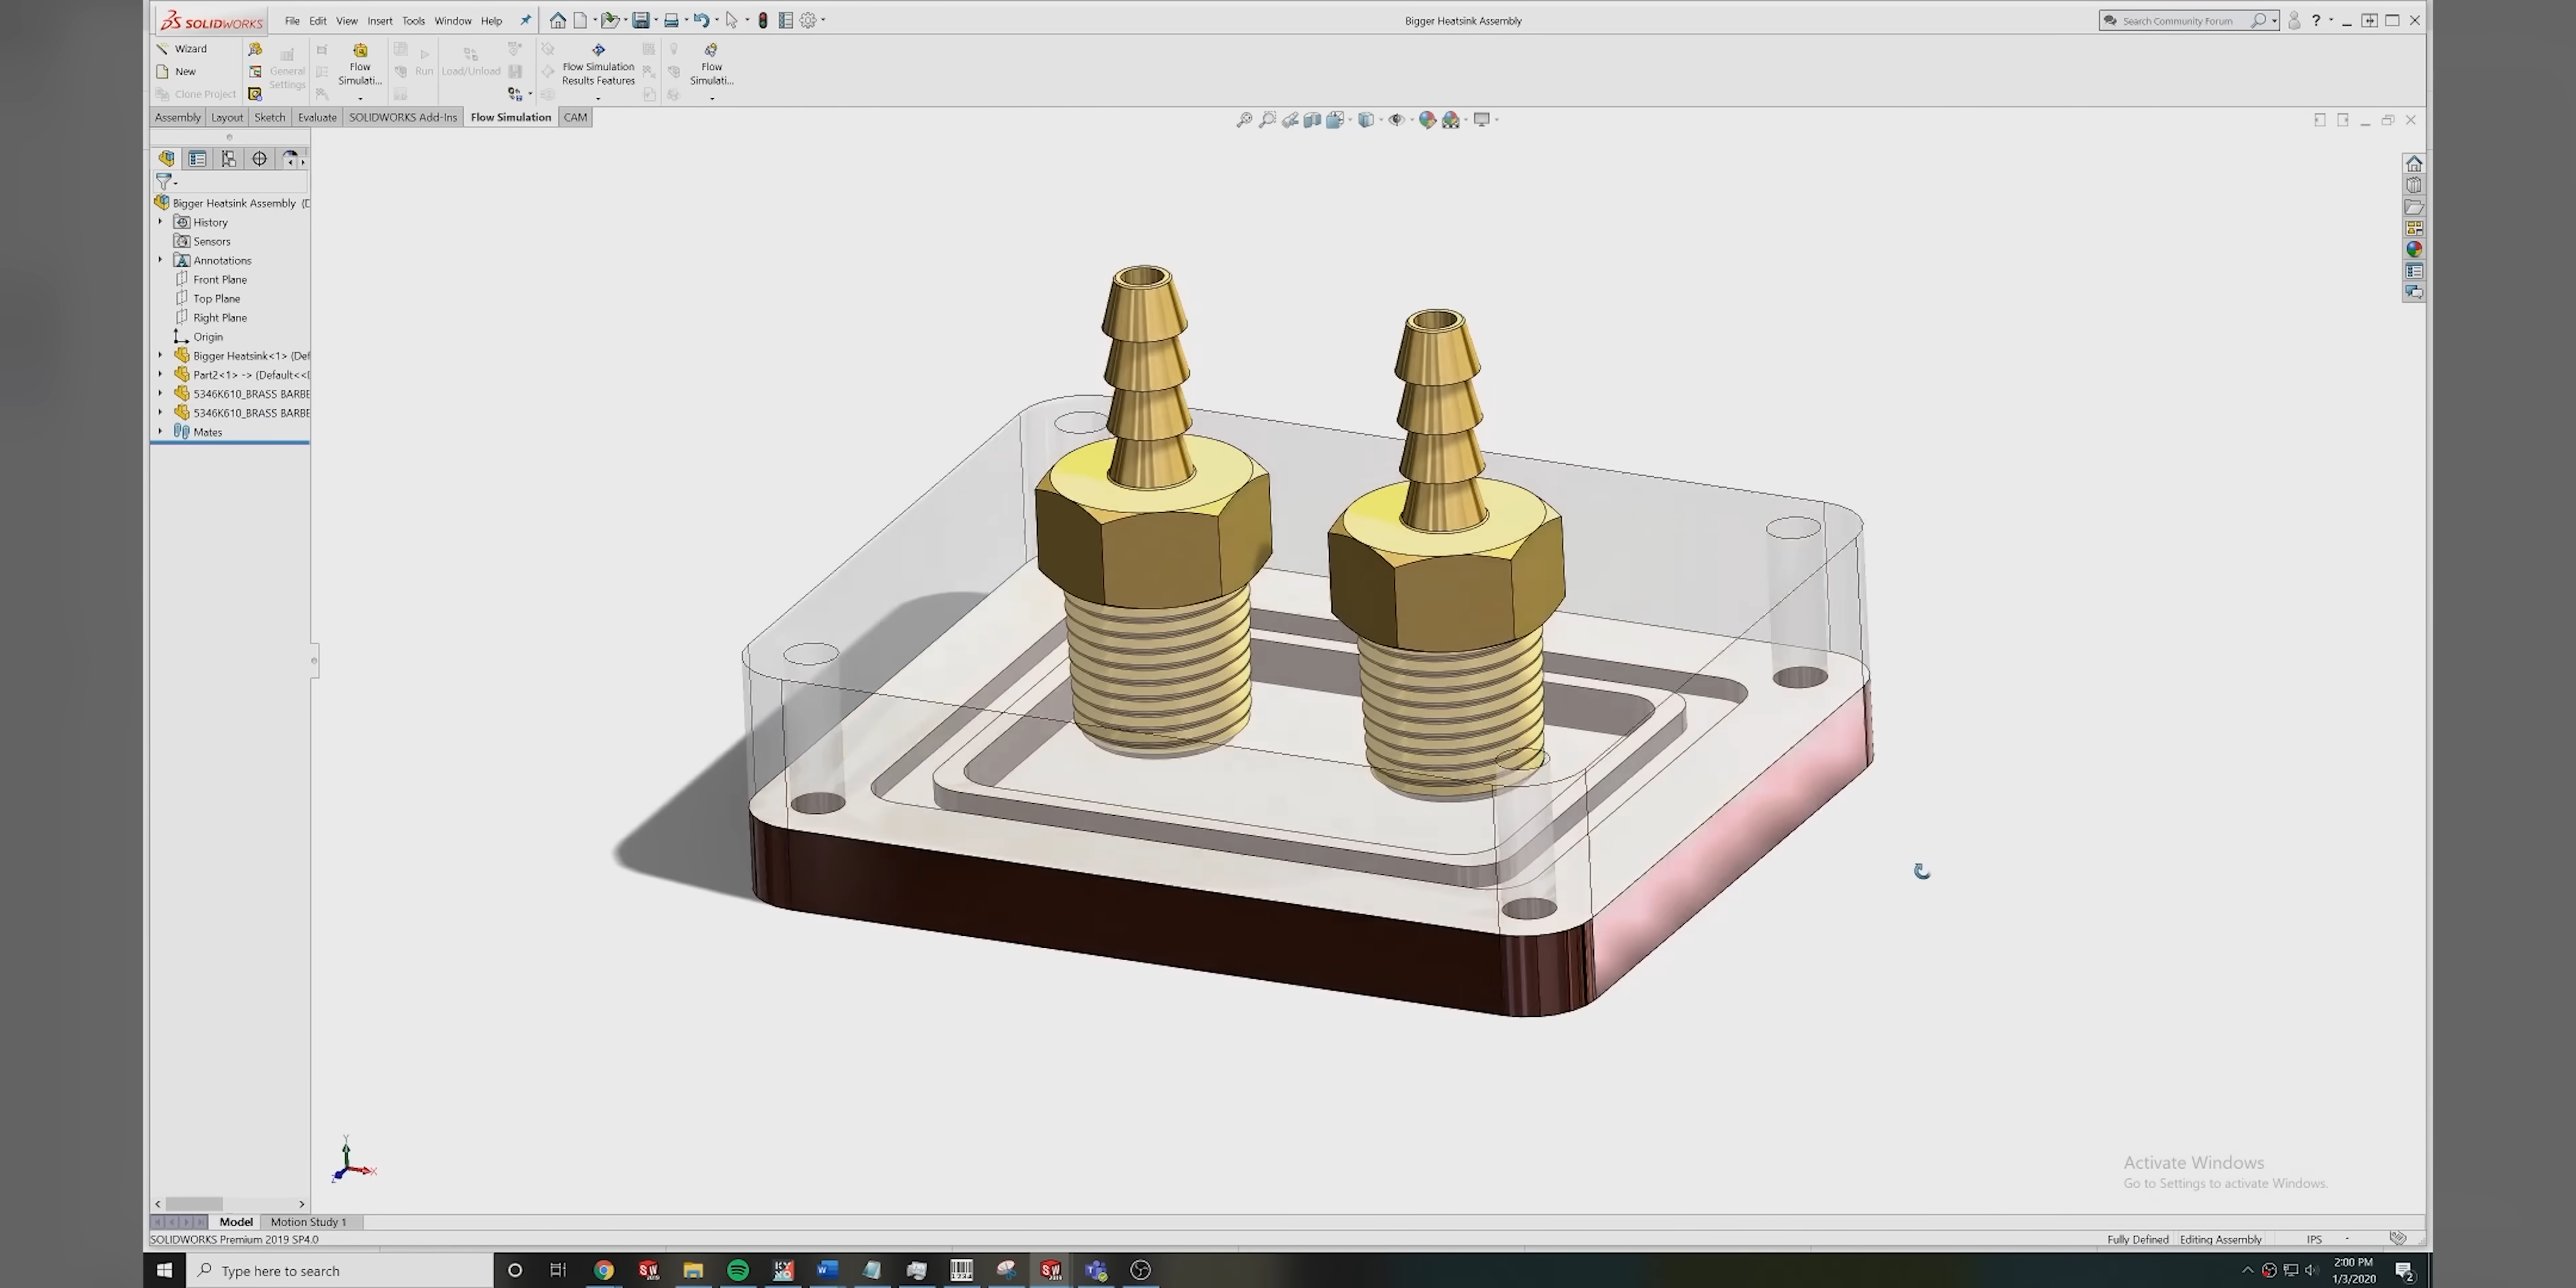 SOLIDWORKS File Edit View Insert Tools Window Help
Bigger Heatsink Assembly
Search Community Forum
?
Wizard
New
Clone Project
General
Settings
Flow
Simulati...
Run
Load/Unload
Flow Simulation
Results Features
Flow
Simulati...
Assembly Layout Sketch Evaluate SOLIDWORKS Add-Ins Flow Simulation CAM
Bigger Heatsink Assembly (D
History
Sensors
Annotations
Front Plane
Top Plane
Right Plane
Origin
Bigger Heatsink<1> (Def
Part2<1> -> (Default<<D
5346K610_BRASS BARBE
5346K610_BRASS BARBE
Mates
Y
X
Z
Activate Windows
Go to Settings to activate Windows.
Model Motion Study 1
SOLIDWORKS Premium 2019 SP4.0
Fully Defined Editing Assembly IPS
Type here to search
2:00 PM
1/3/2020
2